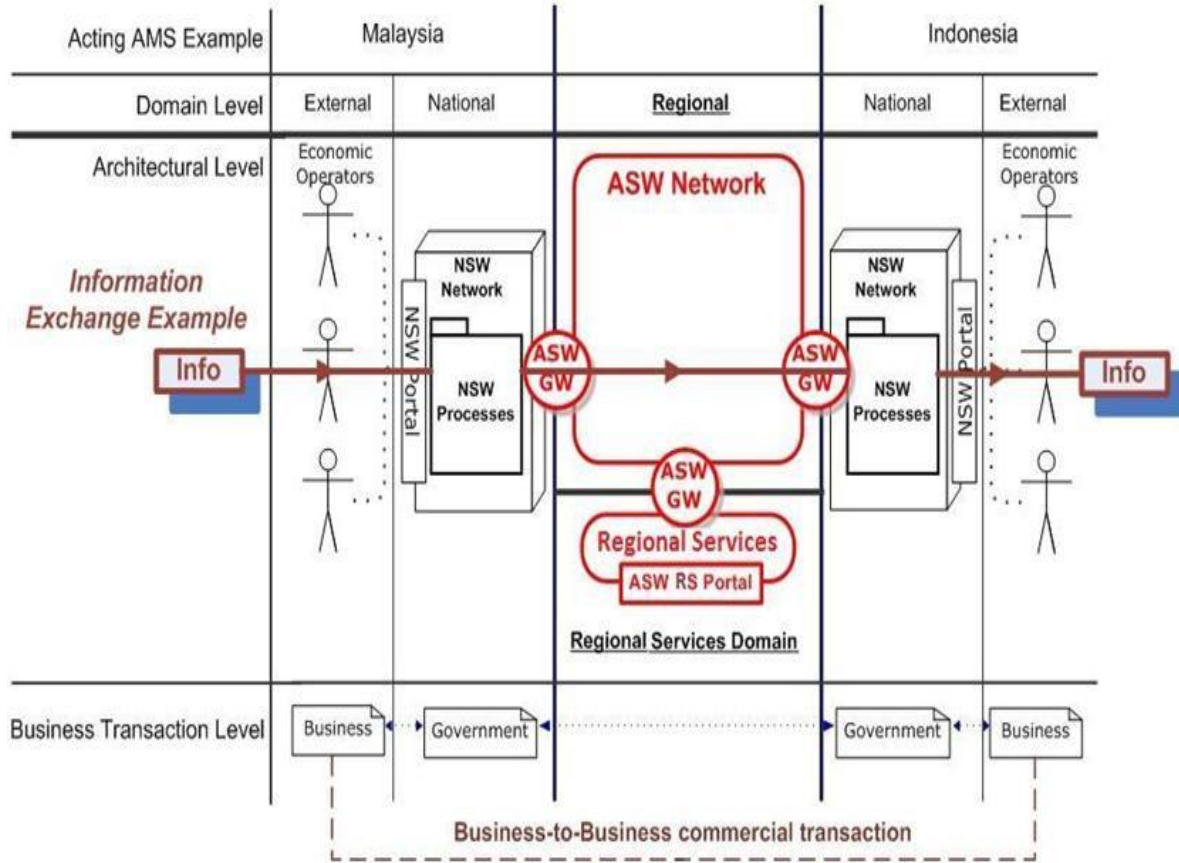 Acting AMS Example
Malaysia
Indonesia
Domain Level
External
National
Regional
National
External
Architectural Level
Economic
Operators
ASW Network
Economic
Operators
Information
Exchange Example
Info
NSW Portal
NSW
Network
NSW
Processes
ASW
GW
ASW
GW
NSW
Network
NSW
Processes
NSW Portal
Info
ASW
GW
Regional Services
ASW RS Portal
Regional Services Domain
Business Transaction Level
Business
Government
Government
Business
Business-to-Business commercial transaction